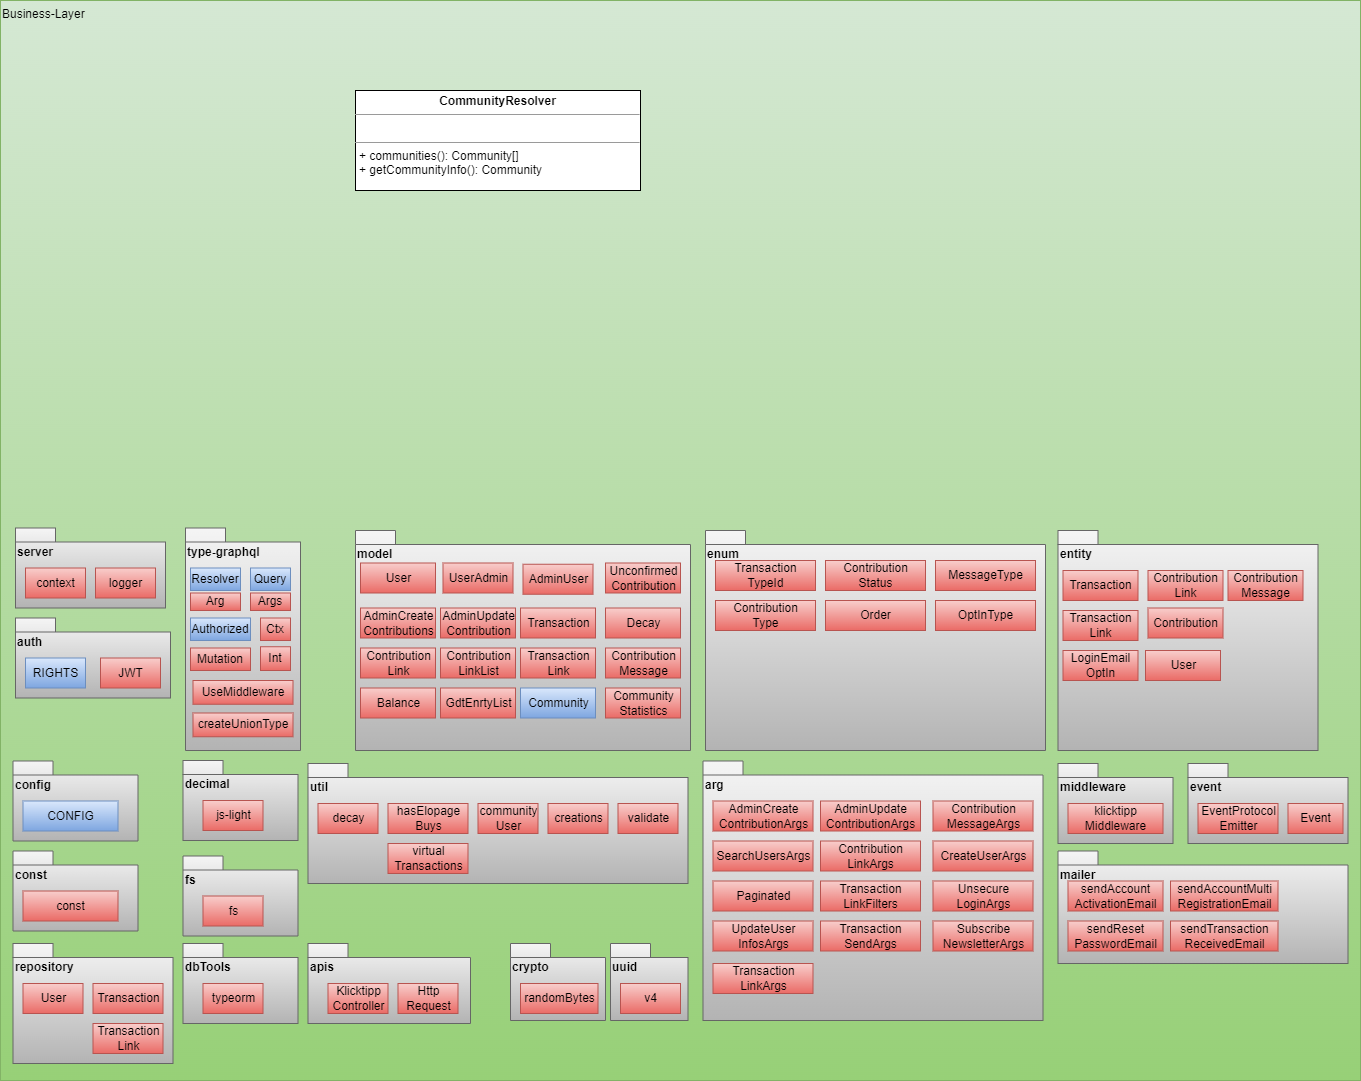 Business-Layer
CommunityResolver
+ communities(): Community[]
+ getCommunityInfo(): Community
server
context
logger
auth
RIGHTS
JWT
type-graphql
Resolver
Query
Arg
Args
Authorized
Ctx
Mutation
Int
UseMiddleware
createUnionType
model
User
UserAdmin
AdminUser
Unconfirmed
Contribution
AdminCreate
Contributions
AdminUpdate
Contribution
Transaction
Decay
Contribution
Link
Contribution
LinkList
Transaction
Link
Contribution
Message
Balance
GdtEnrtyList
Community
Community
Statistics
enum
Transaction
TypeId
Contribution
Status
MessageType
Contribution
Type
Order
OptInType
entity
Transaction
Contribution
Link
Contribution
Message
Transaction
Link
Contribution
LoginEmail
OptIn
User
config
CONFIG
const
const
decimal
js-light
fs
fs
util
decay
hasElopage
Buys
community
User
creations
validate
virtual
Transactions
arg
AdminCreate
ContributionArgs
AdminUpdate
ContributionArgs
Contribution
MessageArgs
SearchUsersArgs
Contribution
LinkArgs
CreateUserArgs
Paginated
Transaction
LinkFilters
Unsecure
LoginArgs
UpdateUser
InfosArgs
Transaction
SendArgs
Subscribe
NewsletterArgs
Transaction
LinkArgs
middleware
klicktipp
Middleware
event
EventProtocol
Emitter
Event
mailer
sendAccount
ActivationEmail
sendAccountMulti
RegistrationEmail
sendReset
PasswordEmail
sendTransaction
ReceivedEmail
repository
User
Transaction
Transaction
Link
dbTools
typeorm
apis
Klicktipp
Controller
Http
Request
crypto
randomBytes
uuid
v4